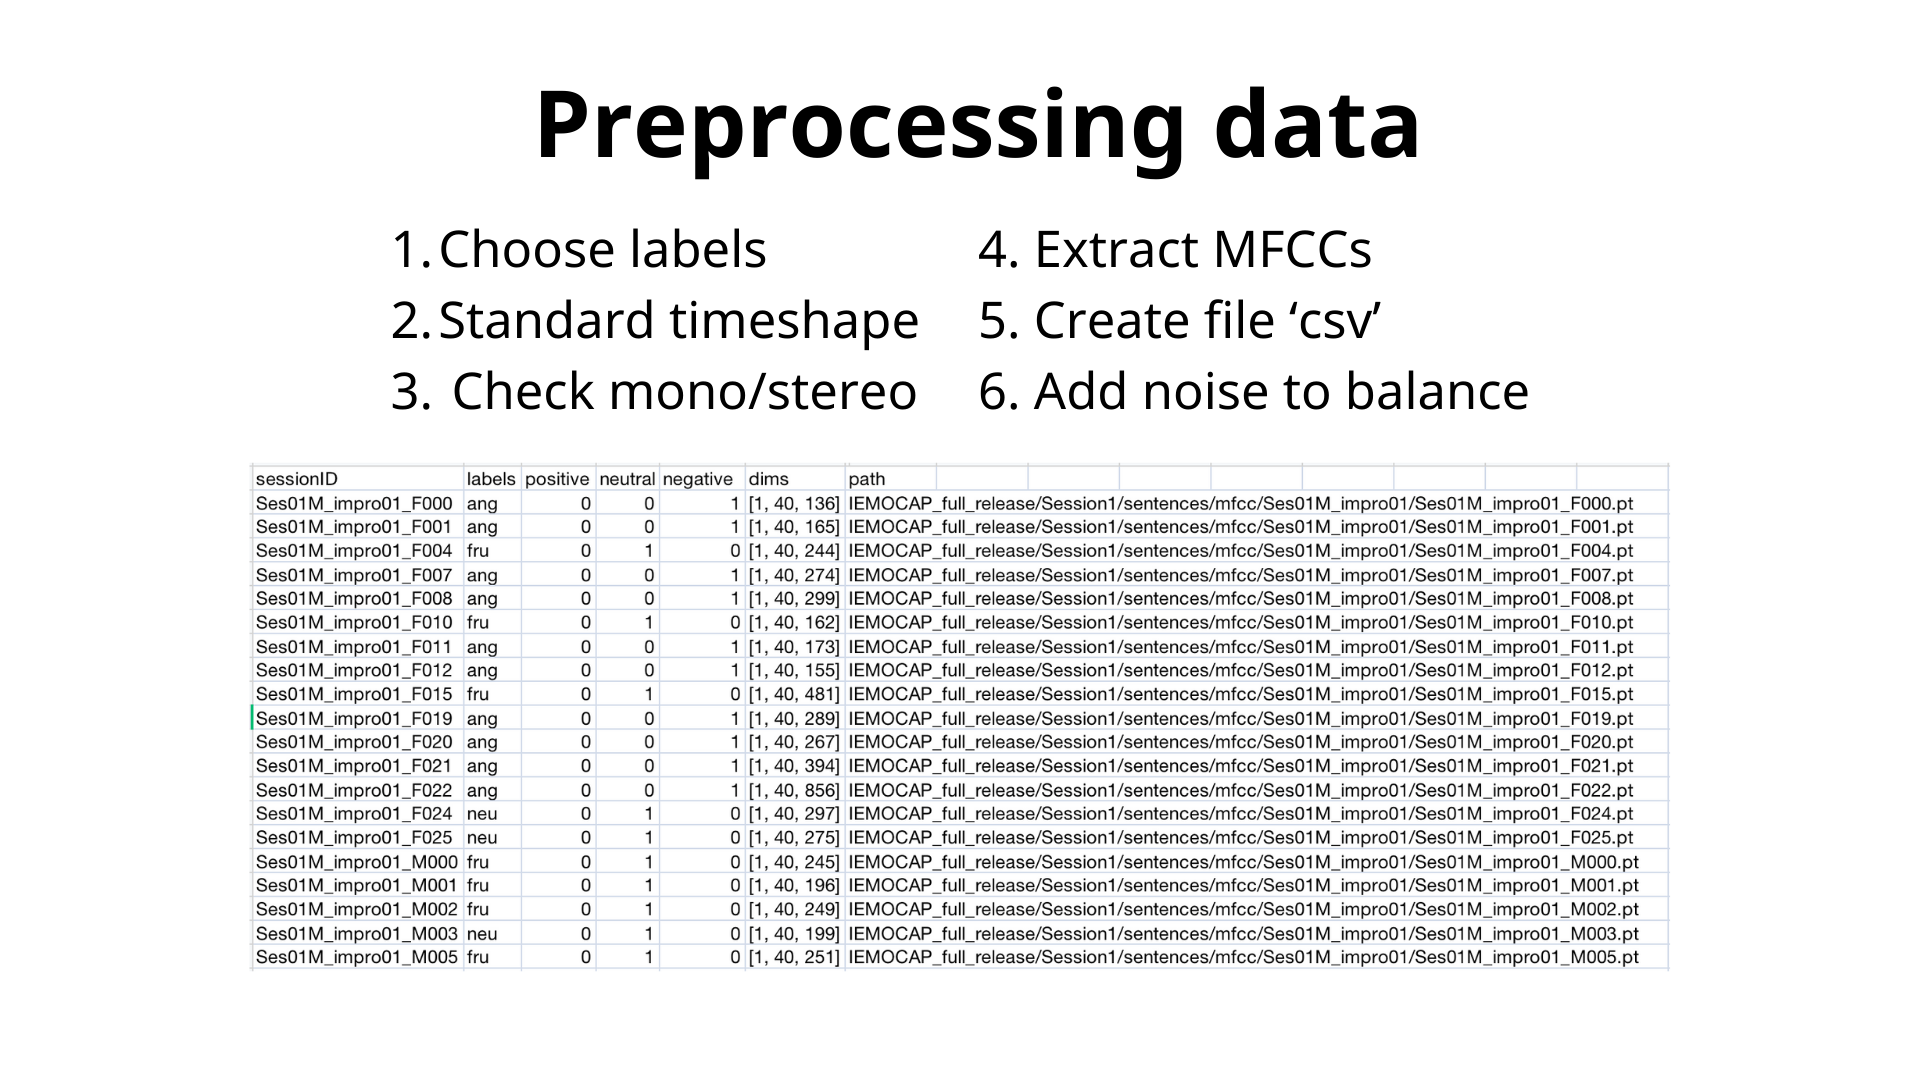 Preprocessing data
1. Choose labels
2. Standard timeshape
3. Check mono/stereo
4. Extract MFCCs
5. Create file ‘csv’
6. Add noise to balance
sessionID labels positive neutral negative dims path
Ses01M_impro01_F000 ang 0 0 1 [1, 40, 136] IEMOCAP_full_release/Session1/sentences/mfcc/Ses01M_impro01/Ses01M_impro01_F000.pt
Ses01M_impro01_F001 ang 0 0 1 [1, 40, 165] IEMOCAP_full_release/Session1/sentences/mfcc/Ses01M_impro01/Ses01M_impro01_F001.pt
Ses01M_impro01_F004 fru 0 1 0 [1, 40, 244] IEMOCAP_full_release/Session1/sentences/mfcc/Ses01M_impro01/Ses01M_impro01_F004.pt
Ses01M_impro01_F007 ang 0 0 1 [1, 40, 274] IEMOCAP_full_release/Session1/sentences/mfcc/Ses01M_impro01/Ses01M_impro01_F007.pt
Ses01M_impro01_F008 ang 0 0 1 [1, 40, 299] IEMOCAP_full_release/Session1/sentences/mfcc/Ses01M_impro01/Ses01M_impro01_F008.pt
Ses01M_impro01_F010 fru 0 1 0 [1, 40, 162] IEMOCAP_full_release/Session1/sentences/mfcc/Ses01M_impro01/Ses01M_impro01_F010.pt
Ses01M_impro01_F011 ang 0 0 1 [1, 40, 173] IEMOCAP_full_release/Session1/sentences/mfcc/Ses01M_impro01/Ses01M_impro01_F011.pt
Ses01M_impro01_F012 ang 0 0 1 [1, 40, 155] IEMOCAP_full_release/Session1/sentences/mfcc/Ses01M_impro01/Ses01M_impro01_F012.pt
Ses01M_impro01_F015 fru 0 1 0 [1, 40, 481] IEMOCAP_full_release/Session1/sentences/mfcc/Ses01M_impro01/Ses01M_impro01_F015.pt
Ses01M_impro01_F019 ang 0 0 1 [1, 40, 289] IEMOCAP_full_release/Session1/sentences/mfcc/Ses01M_impro01/Ses01M_impro01_F019.pt
Ses01M_impro01_F020 ang 0 0 1 [1, 40, 267] IEMOCAP_full_release/Session1/sentences/mfcc/Ses01M_impro01/Ses01M_impro01_F020.pt
Ses01M_impro01_F021 ang 0 0 1 [1, 40, 394] IEMOCAP_full_release/Session1/sentences/mfcc/Ses01M_impro01/Ses01M_impro01_F021.pt
Ses01M_impro01_F022 ang 0 0 1 [1, 40, 856] IEMOCAP_full_release/Session1/sentences/mfcc/Ses01M_impro01/Ses01M_impro01_F022.pt
Ses01M_impro01_F024 neu 0 1 0 [1, 40, 297] IEMOCAP_full_release/Session1/sentences/mfcc/Ses01M_impro01/Ses01M_impro01_F024.pt
Ses01M_impro01_F025 neu 0 1 0 [1, 40, 275] IEMOCAP_full_release/Session1/sentences/mfcc/Ses01M_impro01/Ses01M_impro01_F025.pt
Ses01M_impro01_M000 fru 0 1 0 [1, 40, 245] IEMOCAP_full_release/Session1/sentences/mfcc/Ses01M_impro01/Ses01M_impro01_M000.pt
Ses01M_impro01_M001 fru 0 1 0 [1, 40, 196] IEMOCAP_full_release/Session1/sentences/mfcc/Ses01M_impro01/Ses01M_impro01_M001.pt
Ses01M_impro01_M002 fru 0 1 0 [1, 40, 249] IEMOCAP_full_release/Session1/sentences/mfcc/Ses01M_impro01/Ses01M_impro01_M002.pt
Ses01M_impro01_M003 neu 0 1 0 [1, 40, 199] IEMOCAP_full_release/Session1/sentences/mfcc/Ses01M_impro01/Ses01M_impro01_M003.pt
Ses01M_impro01_M005 fru 0 1 0 [1, 40, 251] IEMOCAP_full_release/Session1/sentences/mfcc/Ses01M_impro01/Ses01M_impro01_M005.pt